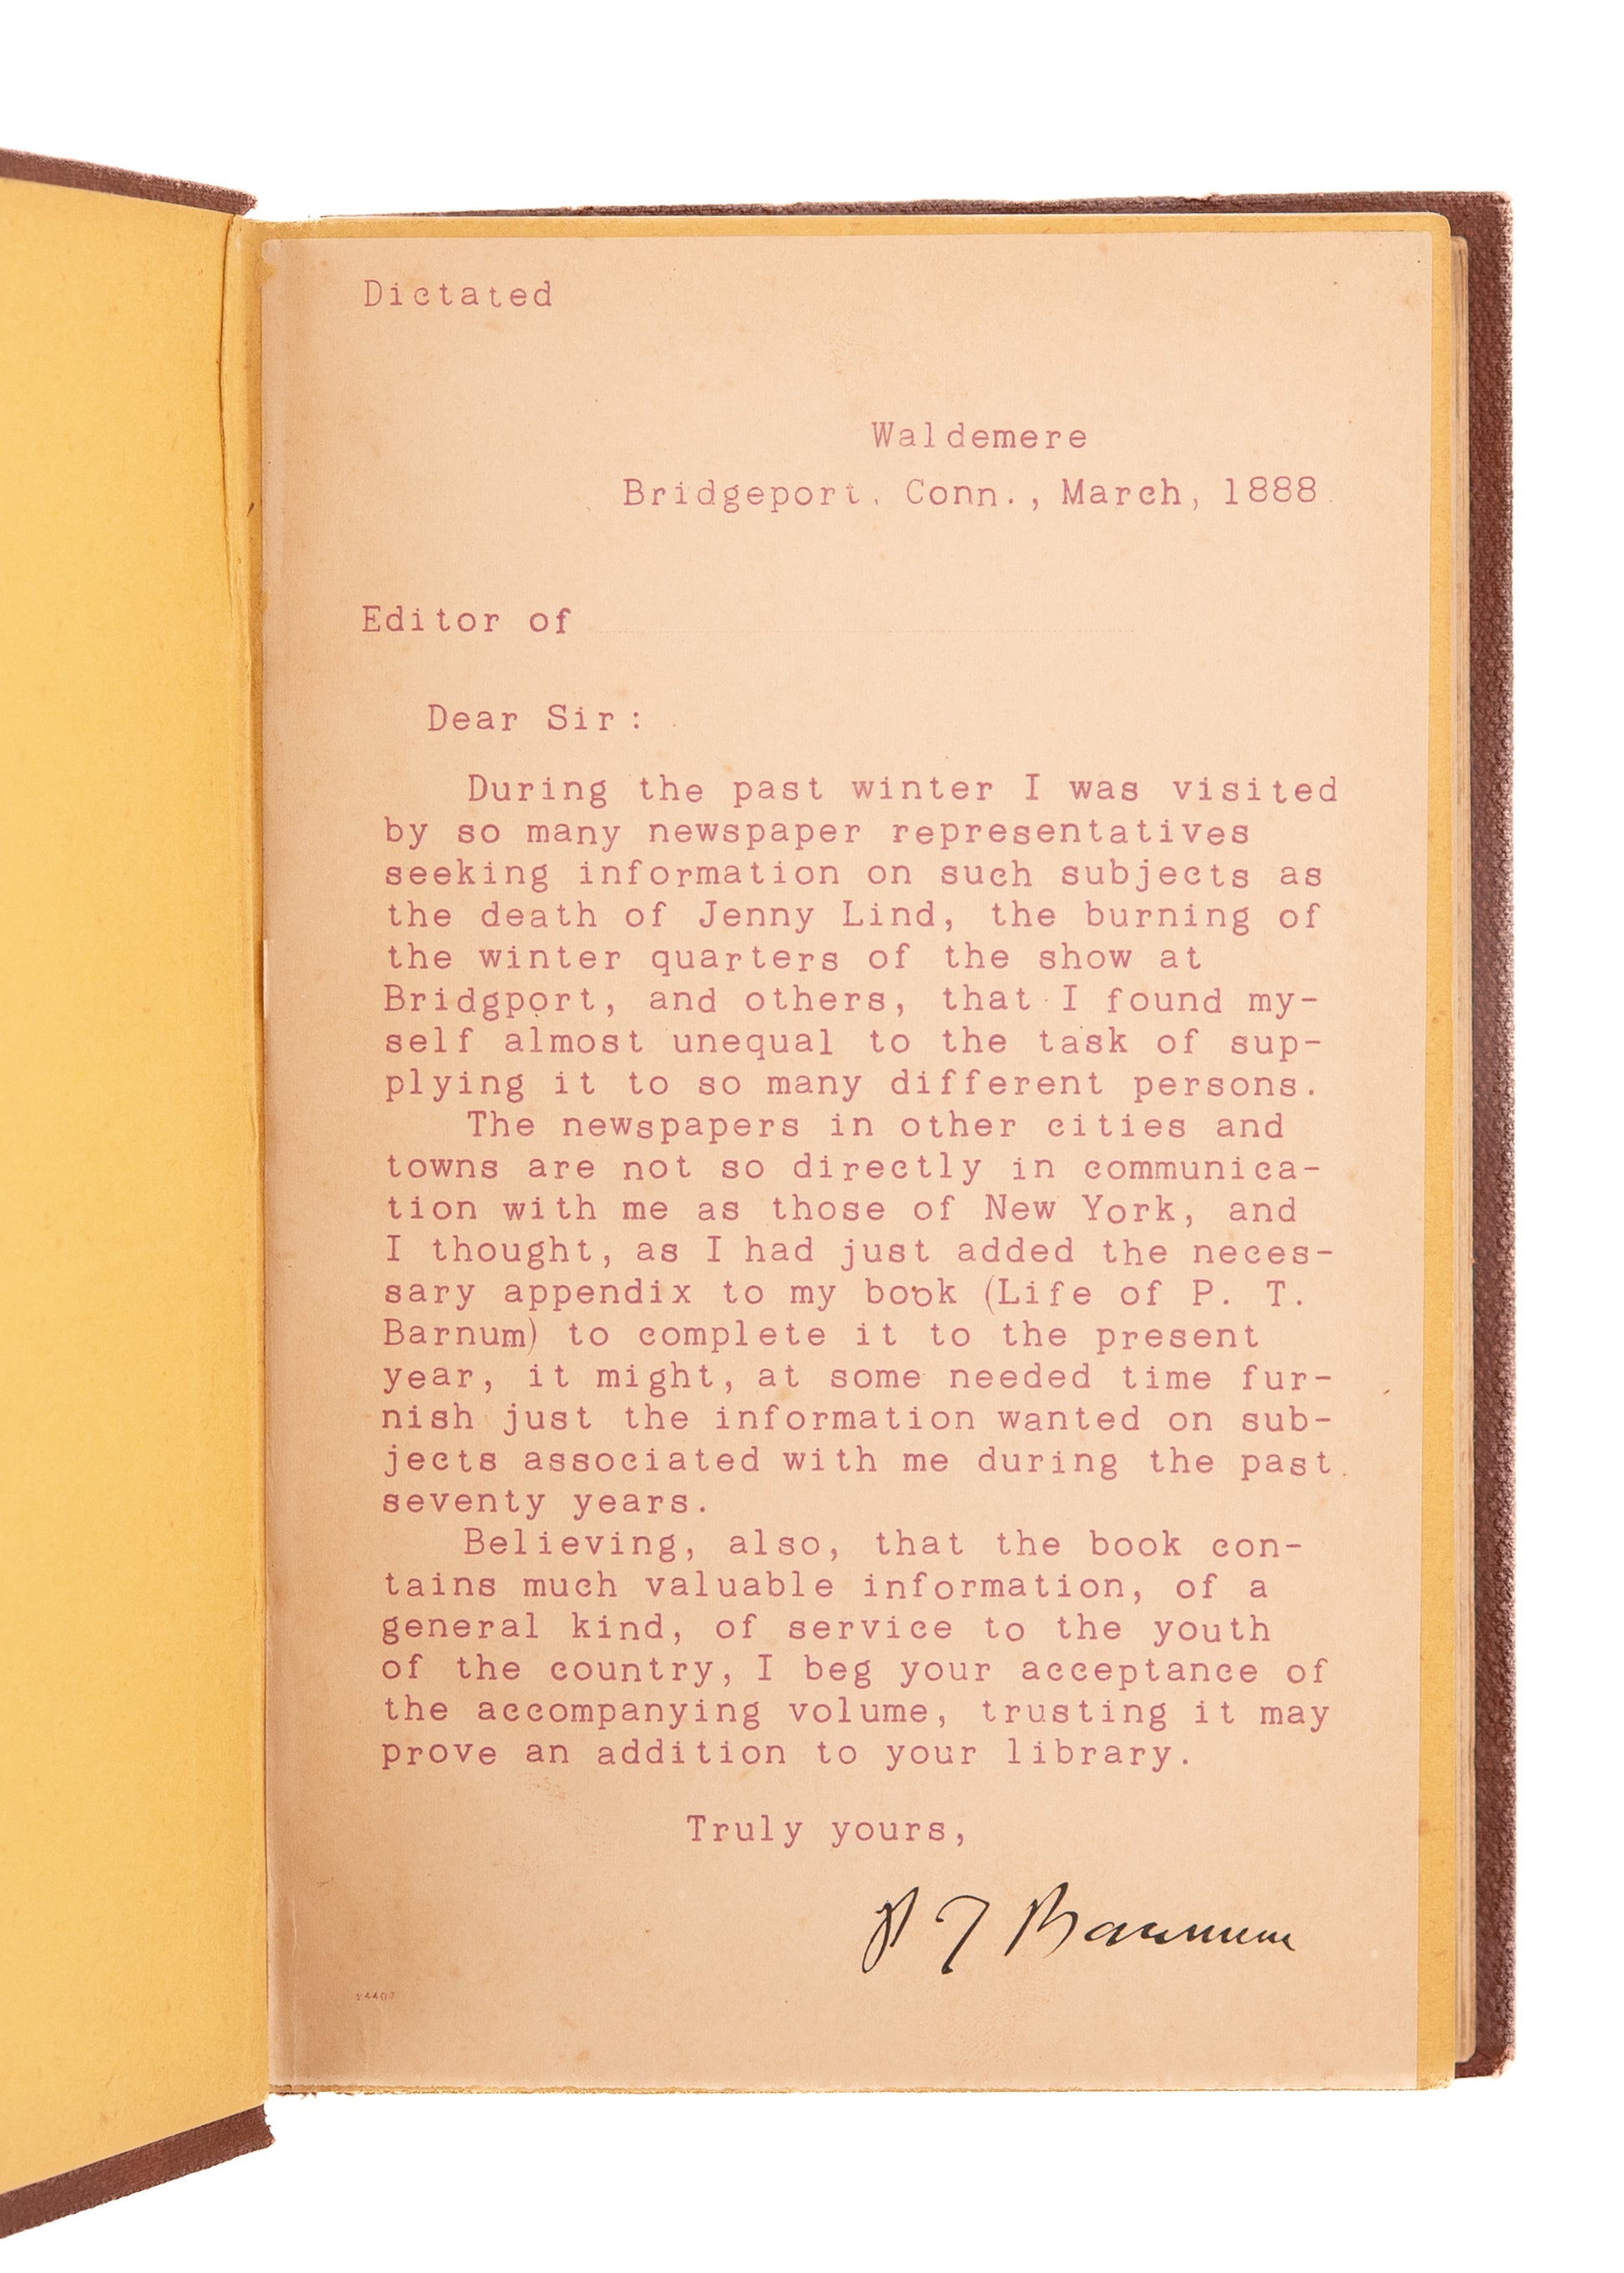 Dictated
Waldemere
Bridgeport, Conn., March, 1888.
Editor of
Dear Sir:
During the past winter I was visited
by so many newspaper representatives
seeking information on such subjects as
the death of Jenny Lind, the burning of
the winter quarters of the show at
Bridgport, and others, that I found my-
self almost unequal to the task of sup-
plying it to so many different persons.
The newspapers in other cities and
towns are not so directly in communica-
tion with me as those of New York, and
I thought, as I had just added the neces-
sary appendix to my book (Life of P. T.
Barnum) to complete it to the present
year, it might, at some needed time fur-
nish just the information wanted on sub-
jects associated with me during the past
seventy years.
Believing, also, that the book con-
tains much valuable information, of a
general kind, of service to the youth
of the country, I beg your acceptance of
the accompanying volume, trusting it may
prove an addition to your library.
Truly yours,
P T Barnum